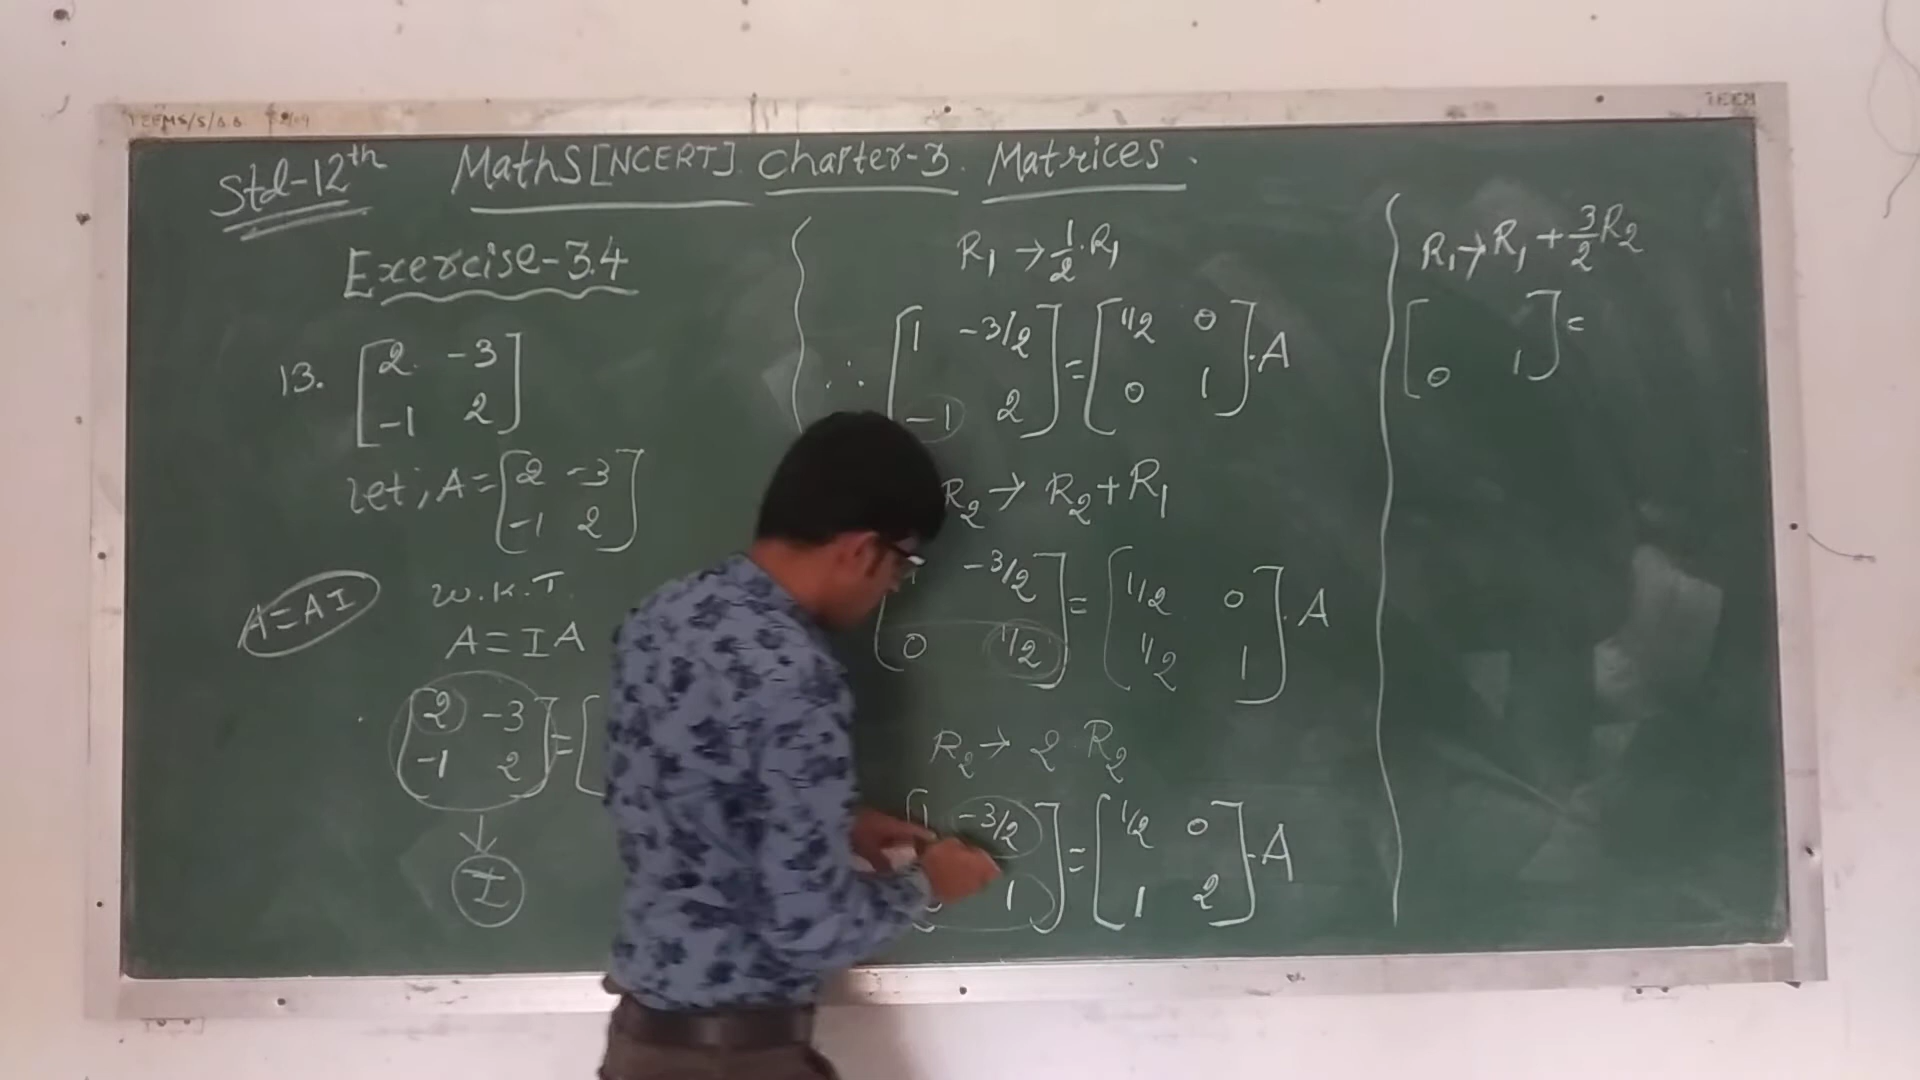 Std-12th Maths [NCERT] Chapter-3. Matrices.
Exercise-3.4
13. [2 -3]
[-1 2]
let, A = [2 -3]
[-1 2]
A=AI W.K.T.
A=IA
[2 -3] = [
[-1 2]
↓
I
R₁ → 1/2 · R₁
∴ [1 -3/2] = [1/2 0] · A
[-1 2] [0 1]
R₂ → R₂+R₁
-3/2] = [1/2 0] · A
[0 1/2] [1/2 1]
R₂ → 2 R₂
[1 -3/2] = [1/2 0] · A
1] [1 2]
R₁ → R₁ + 3/2 R₂
[ ] =
[0 1]